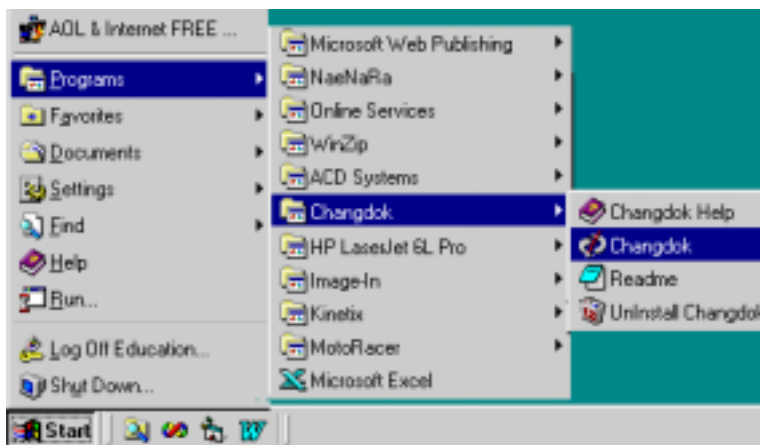 AOL & Internet FREE ...
Programs
Favorites
Documents
Settings
Find
Help
Run...
Log Off Education...
Shut Down...
Start
Microsoft Web Publishing
NaeNaRa
Online Services
WinZip
ACD Systems
Changdok
HP LaserJet 6L Pro
Image-In
Kinetix
MotoRacer
Microsoft Excel
Changdok Help
Changdok
Readme
UnInstall Changdok